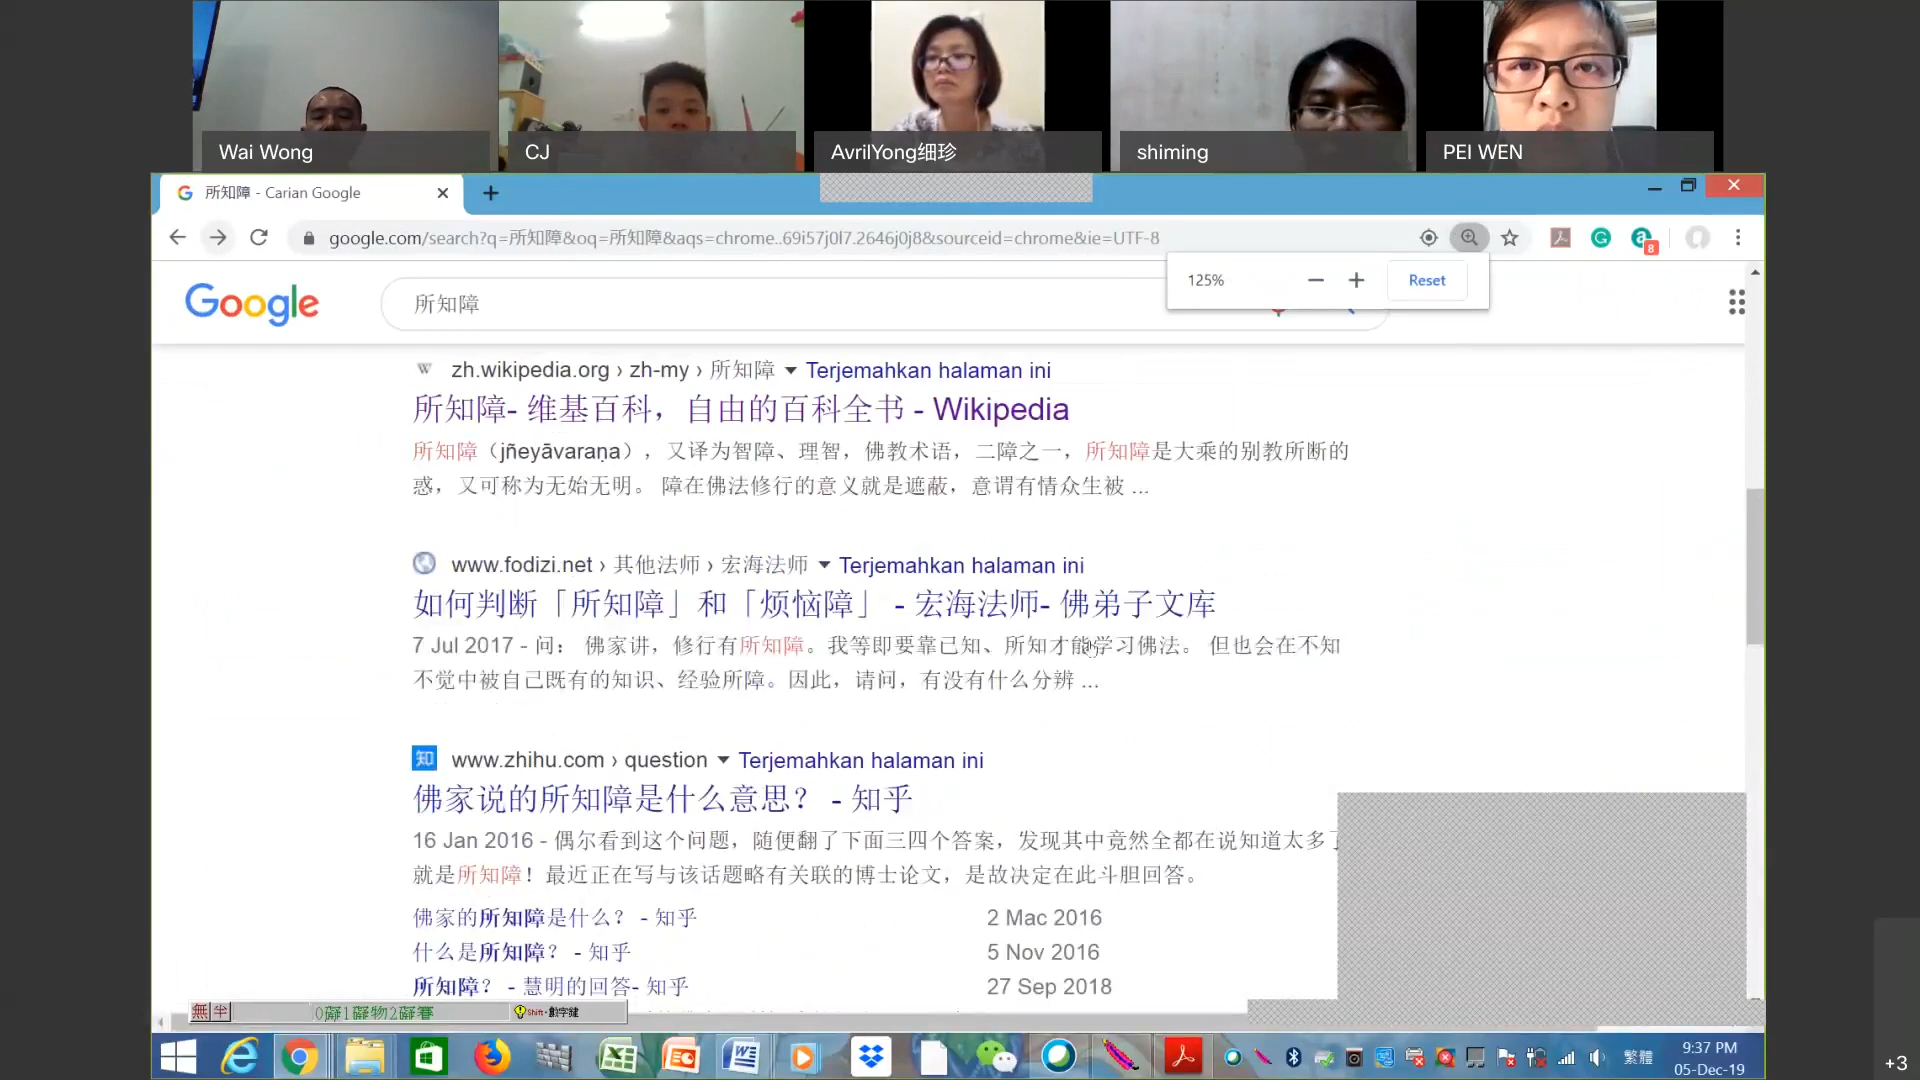 Wai Wong
CJ
AvrilYong细珍
shiming
PEI WEN
所知障 - Carian Google
google.com/search?q=所知障&oq=所知障&aqs=chrome..69i57j0l7.2646j0j8&sourceid=chrome&ie=UTF-8
8
125%
Reset
Google
所知障
zh.wikipedia.org › zh-my › 所知障 Terjemahkan halaman ini
所知障- 维基百科，自由的百科全书 - Wikipedia
所知障（jñeyāvaraṇa），又译为智障、理智，佛教术语，二障之一，所知障是大乘的别教所断的
惑，又可称为无始无明。 障在佛法修行的意义就是遮蔽，意谓有情众生被 ...
www.fodizi.net › 其他法师 › 宏海法师 Terjemahkan halaman ini
如何判断「所知障」和「烦恼障」 - 宏海法师- 佛弟子文库
7 Jul 2017 - 问： 佛家讲，修行有所知障。我等即要靠已知、所知才能学习佛法。 但也会在不知
不觉中被自己既有的知识、经验所障。因此，请问，有没有什么分辨 ...
知
www.zhihu.com › question Terjemahkan halaman ini
佛家说的所知障是什么意思？ - 知乎
16 Jan 2016 - 偶尔看到这个问题，随便翻了下面三四个答案，发现其中竟然全都在说知道太多
就是所知障！最近正在写与该话题略有关联的博士论文，是故决定在此斗胆回答。
佛家的所知障是什么？ - 知乎 2 Mac 2016
什么是所知障？ - 知乎 5 Nov 2016
所知障？ - 慧明的回答- 知乎 27 Sep 2018
無 半
Shift - 數字鍵
繁體
9:37 PM
05-Dec-19
+3